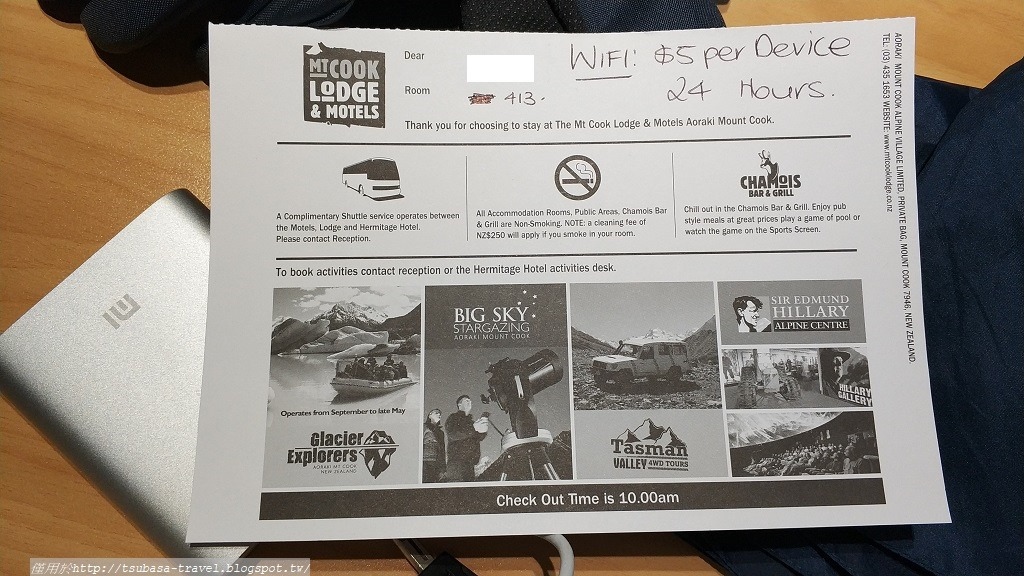 MT COOK
LODGE
& MOTELS
Dear
Room
413.
WIFI: $5 per Device
24 Hours.
Thank you for choosing to stay at The Mt Cook Lodge & Motels Aoraki Mount Cook.
A Complimentary Shuttle service operates between
the Motels, Lodge and Hermitage Hotel.
Please contact Reception.
All Accommodation Rooms, Public Areas, Chamois Bar
& Grill are Non-Smoking. NOTE: a cleaning fee of
NZ$250 will apply if you smoke in your room.
CHAMOIS
BAR & GRILL
Chill out in the Chamois Bar & Grill. Enjoy pub
style meals at great prices play a game of pool or
watch the game on the Sports Screen.
To book activities contact reception or the Hermitage Hotel activities desk.
Operates from September to late May
Glacier
Explorers
AORAKI MT COOK
NEW ZEALAND
BIG SKY
STARGAZING
AORAKI MOUNT COOK
Tasman
VALLEY 4WD TOURS
SIR EDMUND
HILLARY
ALPINE CENTRE
HILLARY
GALLERY
Check Out Time is 10.00am
AORAKI MOUNT COOK ALPINE VILLAGE LIMITED, PRIVATE BAG, MOUNT COOK 7946, NEW ZEALAND.
TEL: (03) 435 1653 WEBSITE: www.mtcooklodge.co.nz
mi
僅用於http://tsubasa-travel.blogspot.tw/